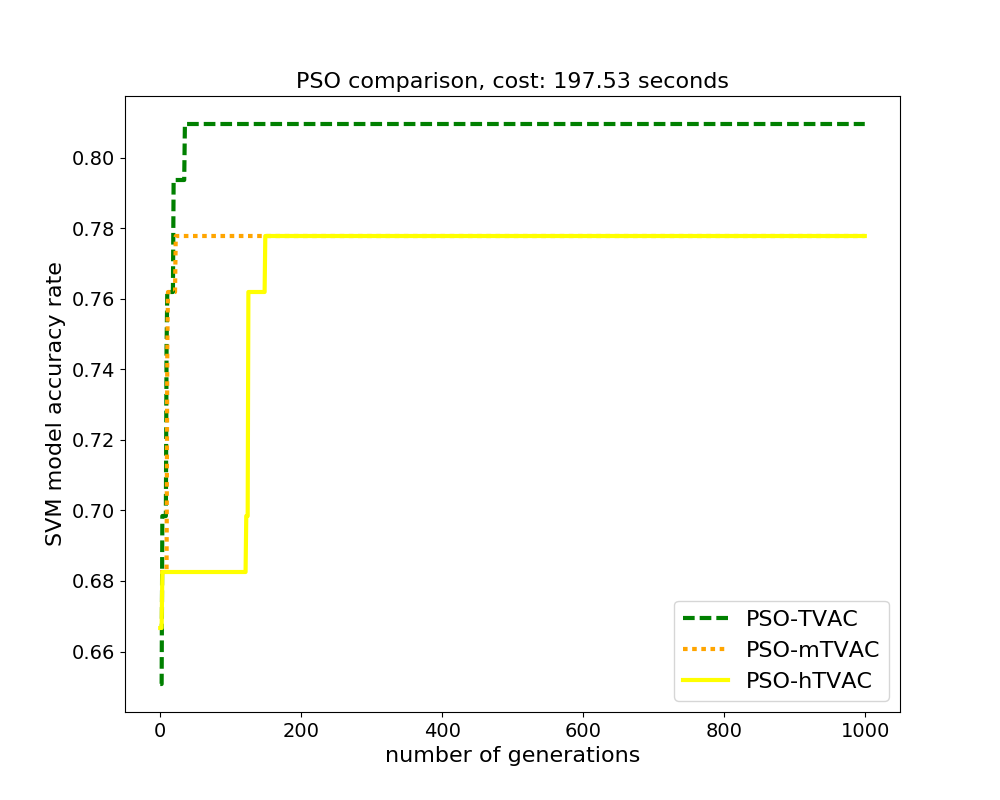 PSO comparison, cost: 197.53 seconds
SVM model accuracy rate
0.80
0.78
0.76
0.74
0.72
0.70
0.68
0.66
PSO-TVAC
PSO-mTVAC
PSO-hTVAC
0 200 400 600 800 1000
number of generations